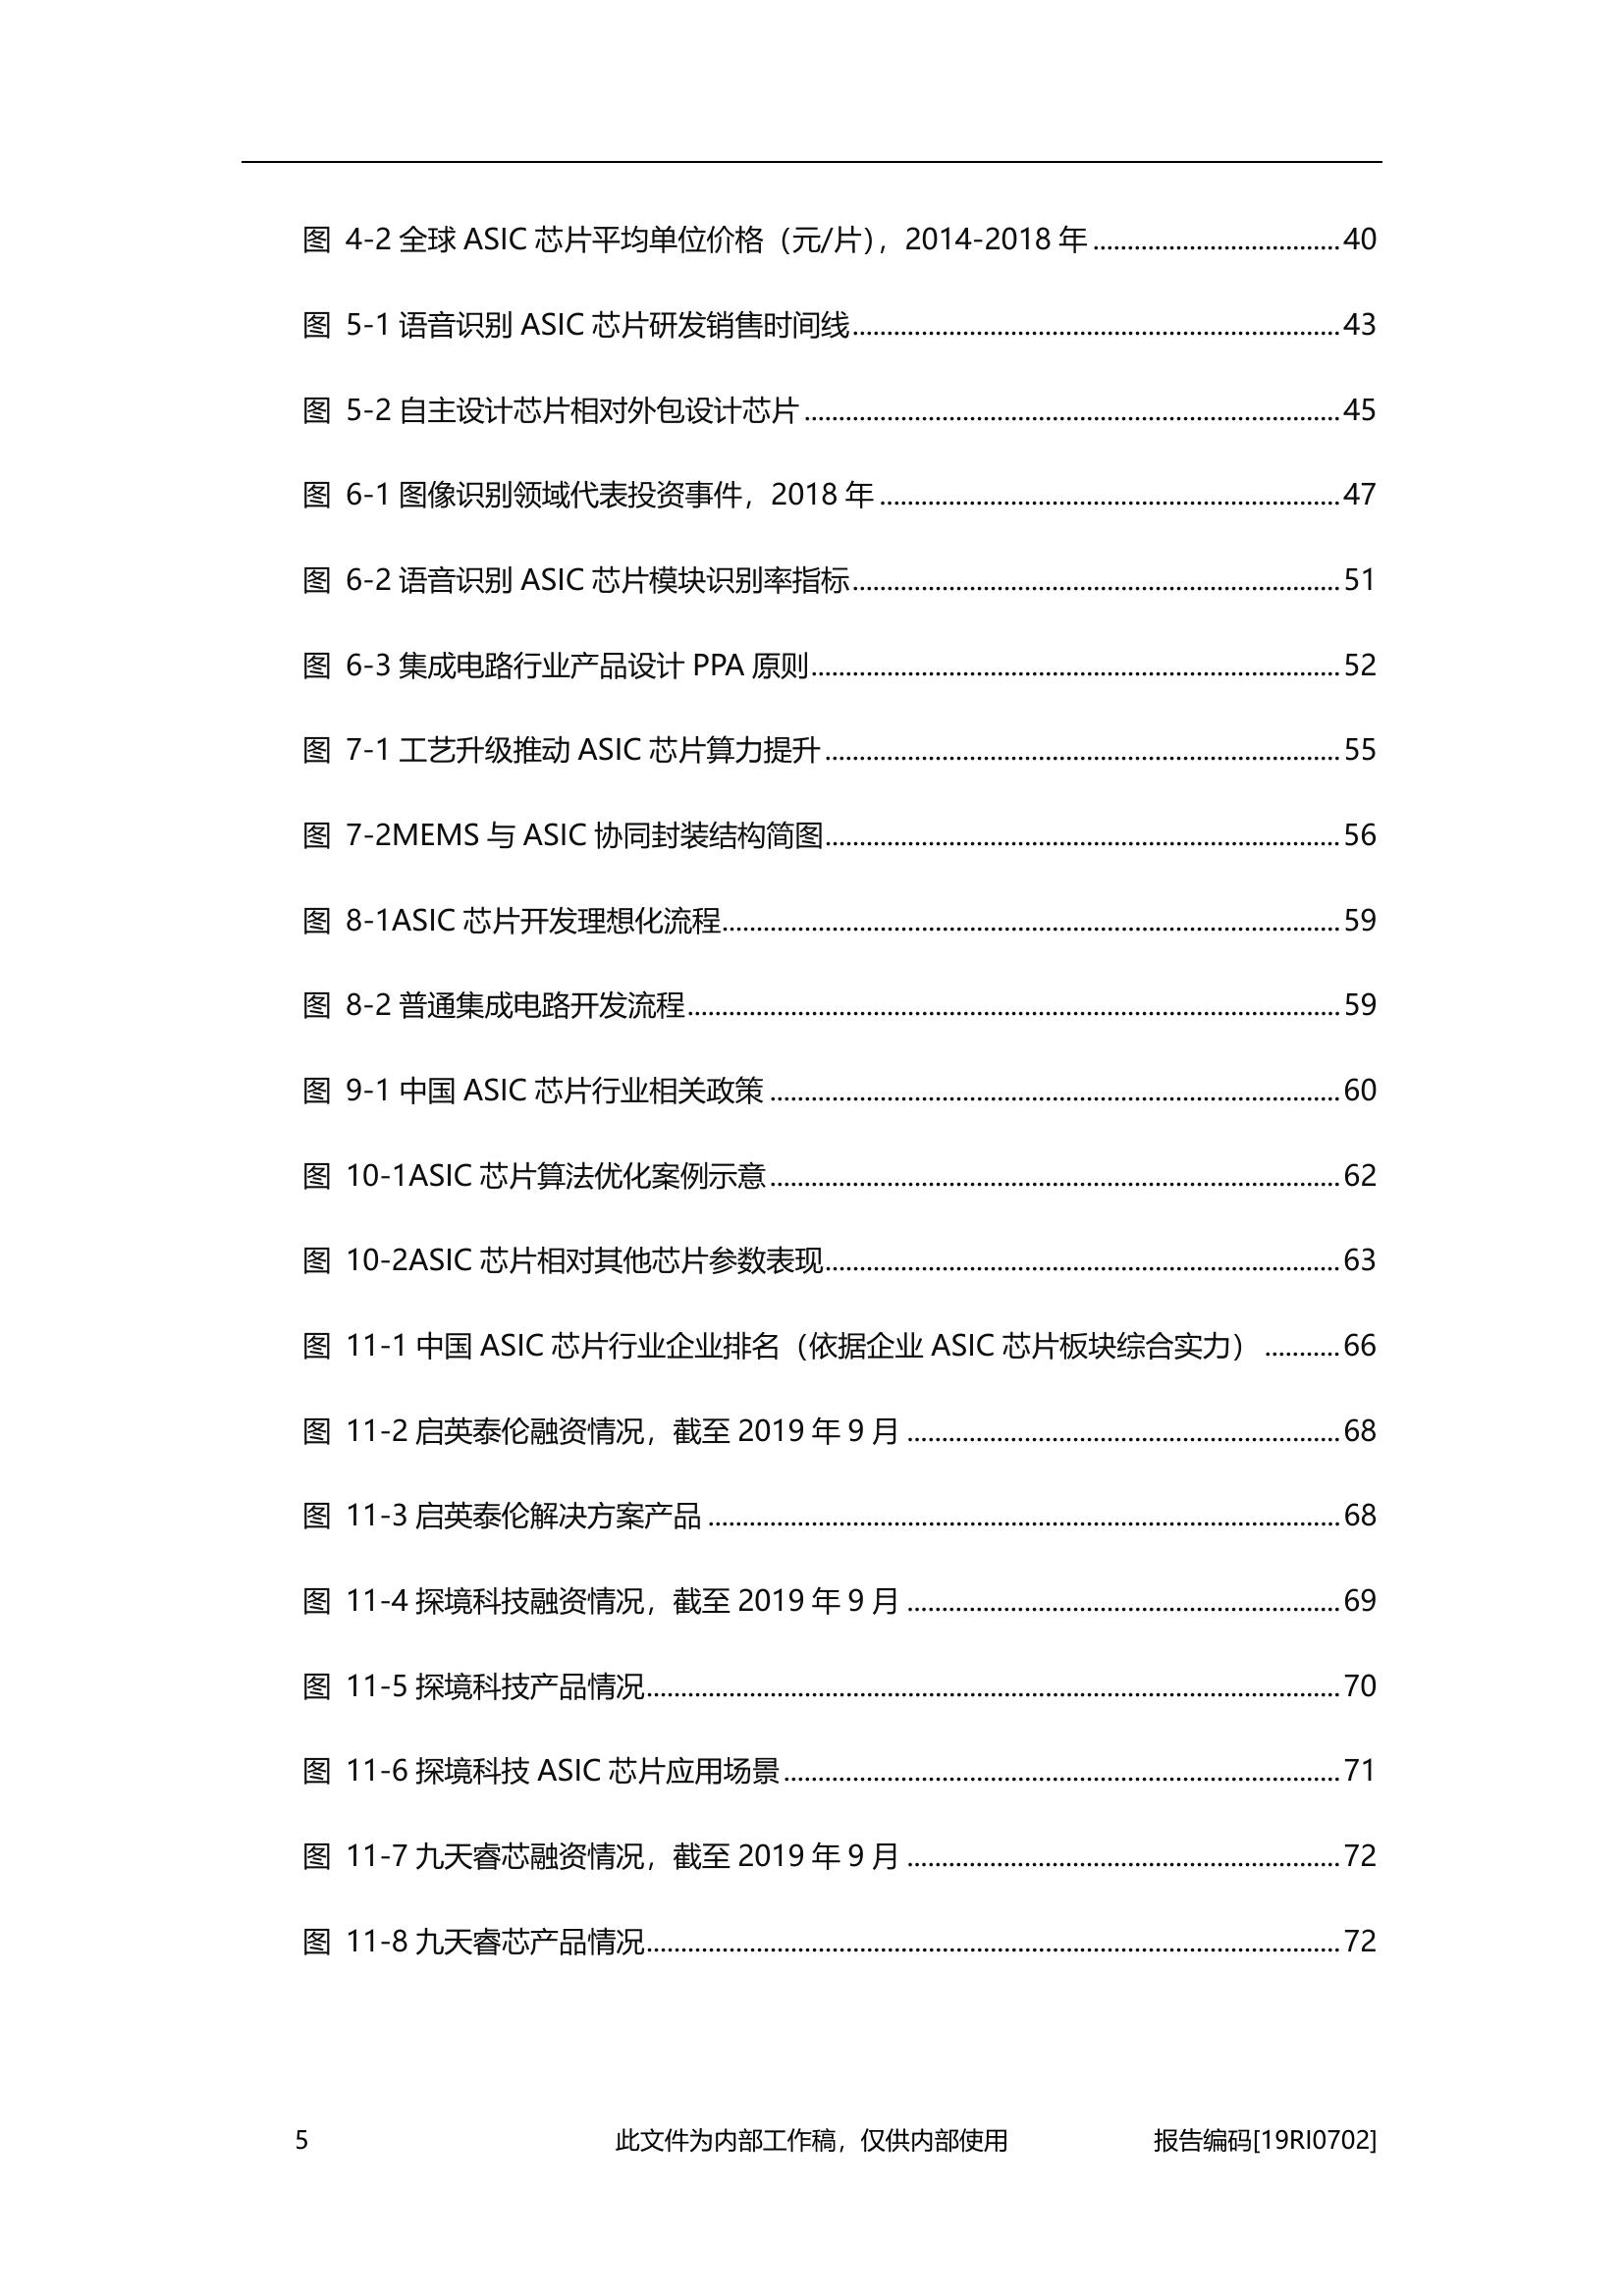 图 4-2 全球 ASIC 芯片平均单位价格（元/片），2014-2018 年 ................................ 40
图 5-1 语音识别 ASIC 芯片研发销售时间线 ................................ 43
图 5-2 自主设计芯片相对外包设计芯片 ................................ 45
图 6-1 图像识别领域代表投资事件，2018 年 ................................ 47
图 6-2 语音识别 ASIC 芯片模块识别率指标 ................................ 51
图 6-3 集成电路行业产品设计 PPA 原则 ................................ 52
图 7-1 工艺升级推动 ASIC 芯片算力提升 ................................ 55
图 7-2MEMS 与 ASIC 协同封装结构简图 ................................ 56
图 8-1ASIC 芯片开发理想化流程 ................................ 59
图 8-2 普通集成电路开发流程 ................................ 59
图 9-1 中国 ASIC 芯片行业相关政策 ................................ 60
图 10-1ASIC 芯片算法优化案例示意 ................................ 62
图 10-2ASIC 芯片相对其他芯片参数表现 ................................ 63
图 11-1 中国 ASIC 芯片行业企业排名（依据企业 ASIC 芯片板块综合实力） ........... 66
图 11-2 启英泰伦融资情况，截至 2019 年 9 月 ................................ 68
图 11-3 启英泰伦解决方案产品 ................................ 68
图 11-4 探境科技融资情况，截至 2019 年 9 月 ................................ 69
图 11-5 探境科技产品情况 ................................ 70
图 11-6 探境科技 ASIC 芯片应用场景 ................................ 71
图 11-7 九天睿芯融资情况，截至 2019 年 9 月 ................................ 72
图 11-8 九天睿芯产品情况 ................................ 72
5 此文件为内部工作稿，仅供内部使用 报告编码[19RI0702]